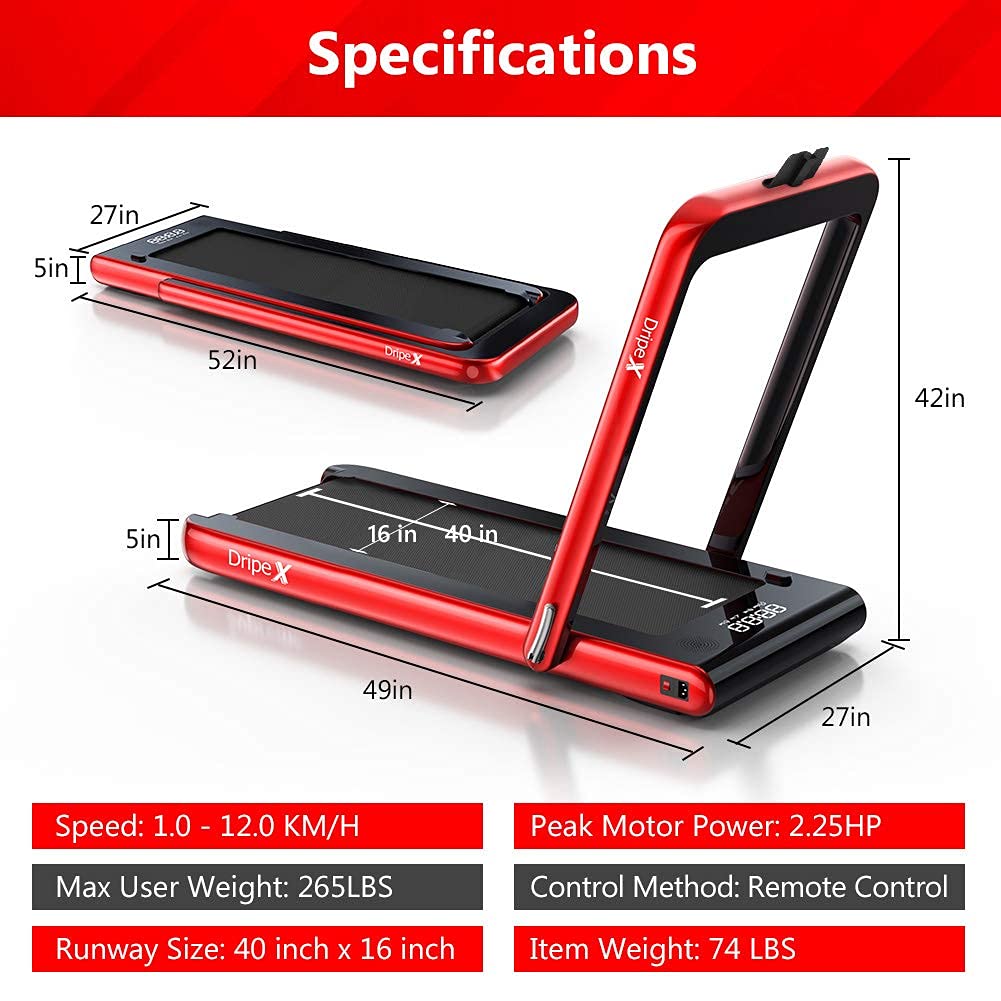 Specifications
27in
5in
52in
DripeX
DripeX
42in
16 in
40 in
5in
DripeX
49in
27in
Speed: 1.0 - 12.0 KM/H
Peak Motor Power: 2.25HP
Max User Weight: 265LBS
Control Method: Remote Control
Runway Size: 40 inch x 16 inch
Item Weight: 74 LBS